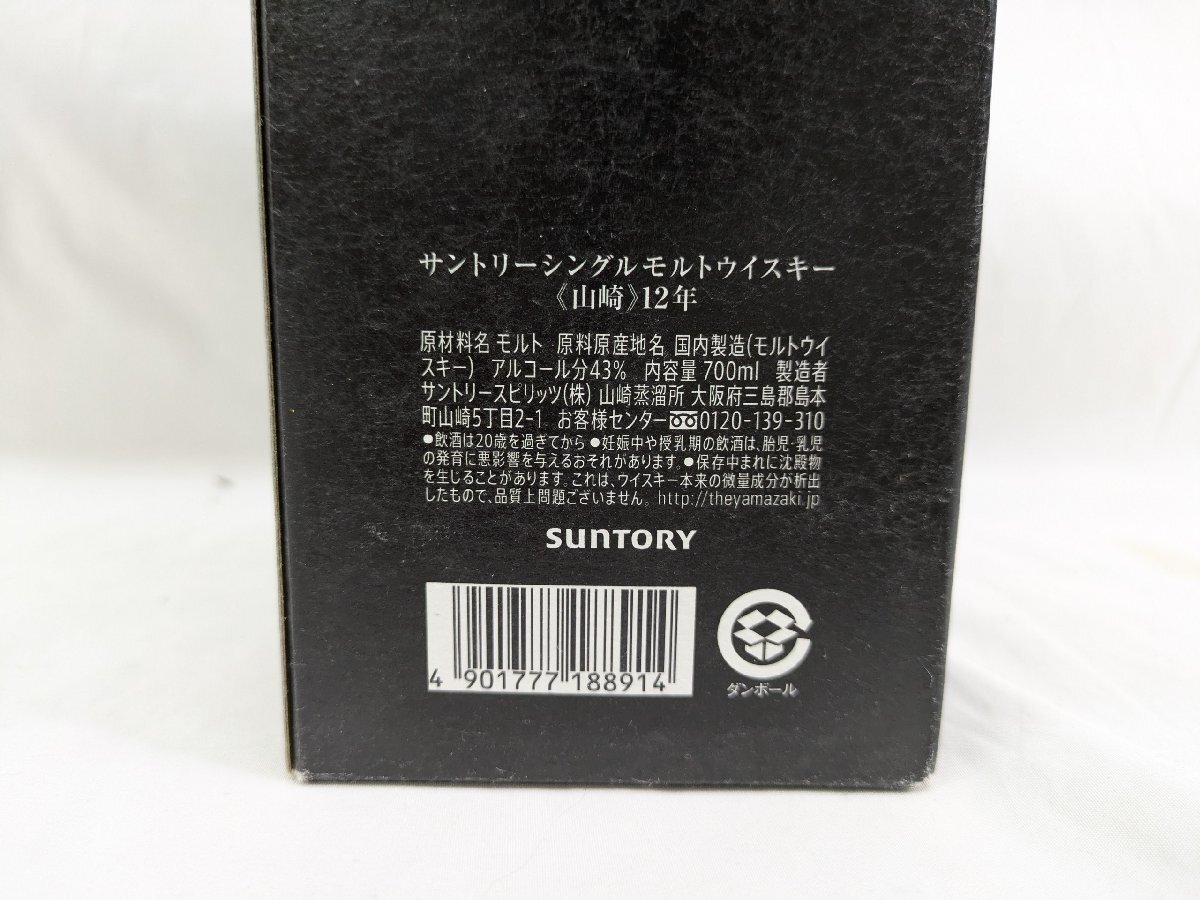 サントリーシングルモルトウイスキー
《山崎》12年
原材料名 モルト 原料原産地名 国内製造(モルトウイ
スキー) アルコール分43% 内容量 700ml 製造者
サントリースピリッツ(株) 山崎蒸溜所 大阪府三島郡島本
町山崎5丁目2-1 お客様センター 0120-139-310
●飲酒は20歳を過ぎてから ●妊娠中や授乳期の飲酒は、胎児・乳児
の発育に悪影響を与えるおそれがあります。●保存中まれに沈殿物
を生じることがあります。これは、ウイスキー本来の微量成分が析出
したもので、品質上問題ございません。 http://theyamazaki.jp
SUNTORY
4 901777 188914
ダンボール